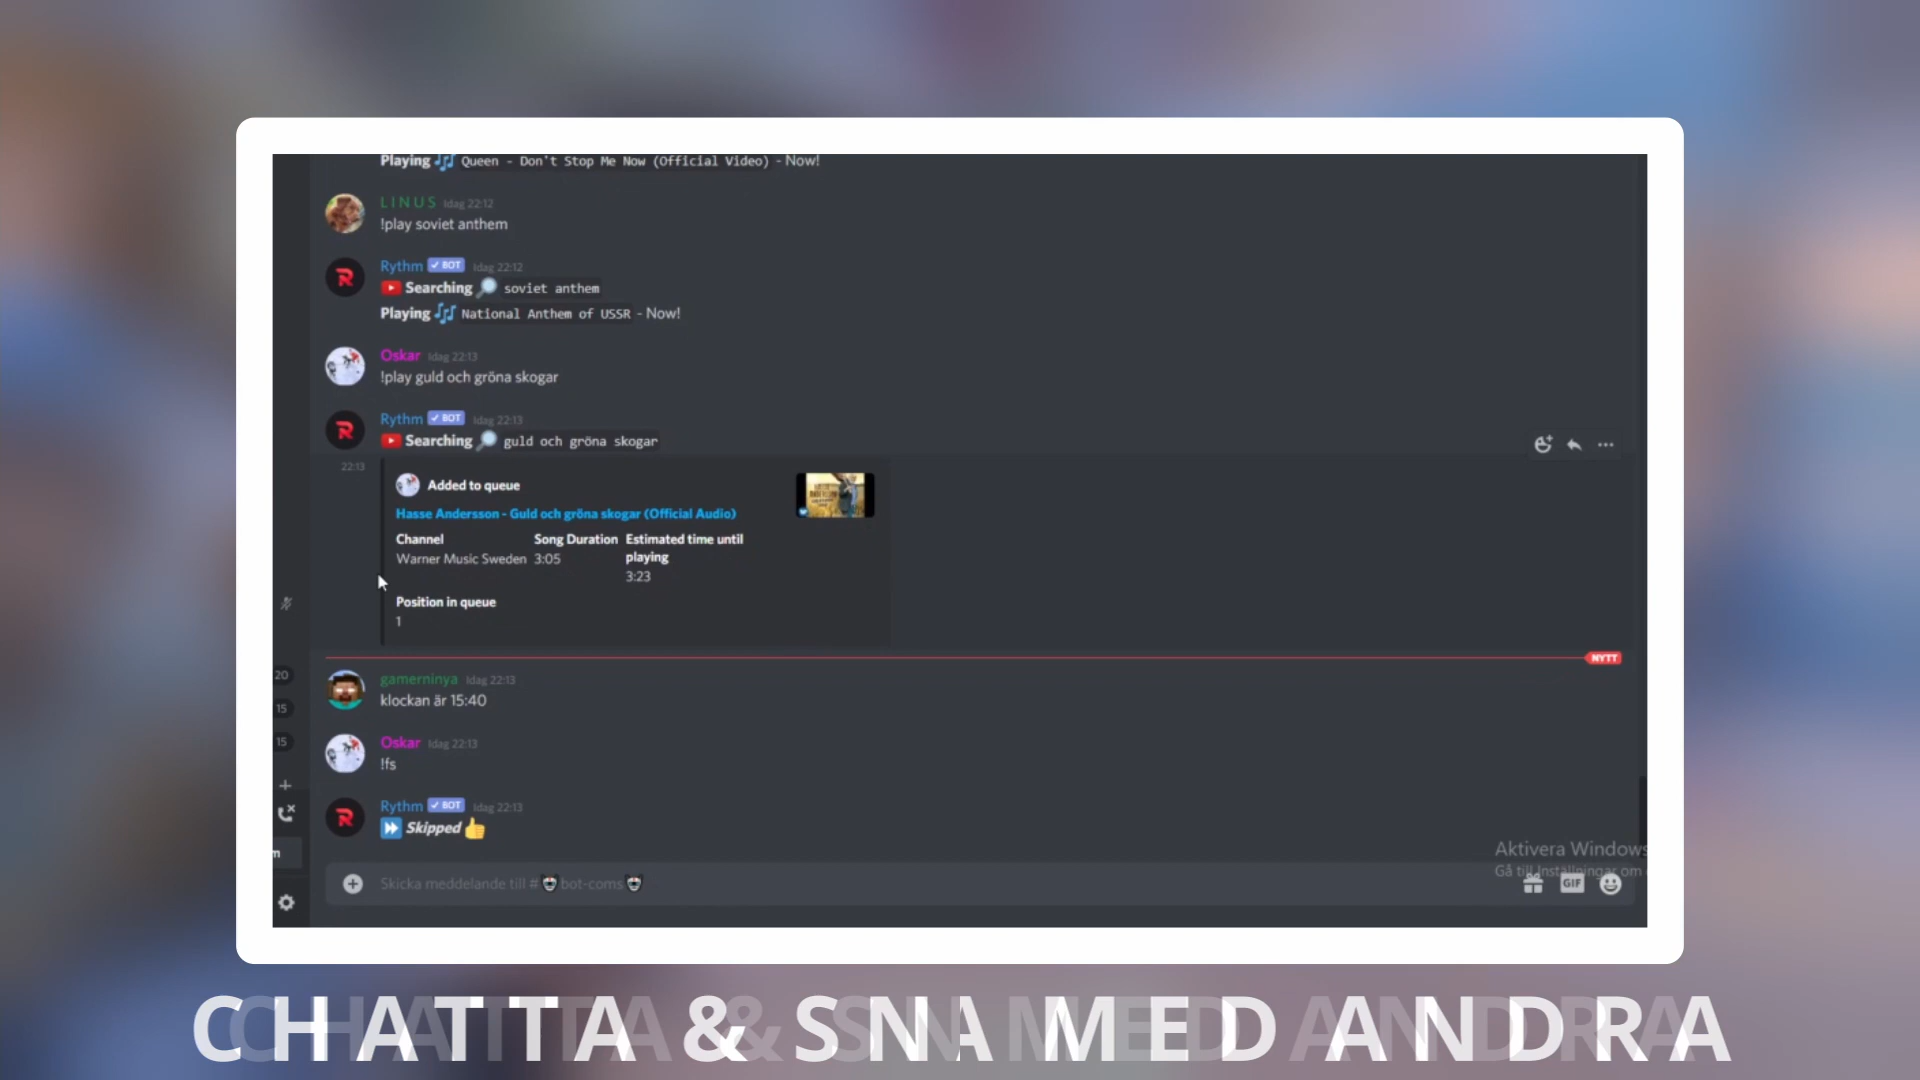 Playing Queen - Don't Stop Me Now (Official Video) - Now!
L I N U S Idag 22:12
!play soviet anthem
Rythm BOT Idag 22:12
Searching soviet anthem
Playing National Anthem of USSR - Now!
Oskar Idag 22:13
!play guld och gröna skogar
Rythm BOT Idag 22:13
Searching guld och gröna skogar
22:13
Added to queue
Hasse Andersson - Guld och gröna skogar (Official Audio)
Channel Song Duration Estimated time until
playing
Warner Music Sweden 3:05
3:23
Position in queue
1
NYTT
20
gamerninya Idag 22:13
klockan är 15:40
15
15
Oskar Idag 22:13
!fs
Rythm BOT Idag 22:13
Skipped
m
Aktivera Windows
Gå till Inställningar om
Skicka meddelande till # bot-coms
GIF
CHATTA & SNA MED ANDRA